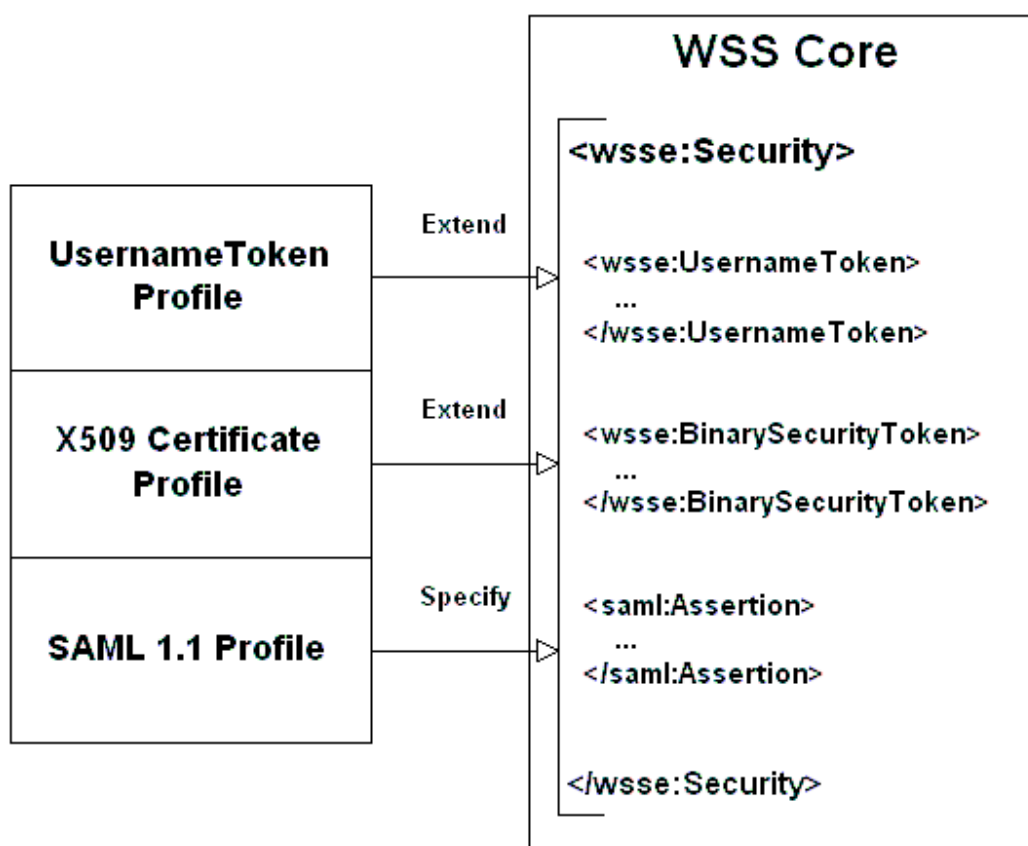 WSS Core
<wsse:Security>
UsernameToken
Profile
Extend
<wsse:UsernameToken>
...
</wsse:UsernameToken>
X509 Certificate
Profile
Extend
<wsse:BinarySecurityToken>
...
</wsse:BinarySecurityToken>
SAML 1.1 Profile
Specify
<saml:Assertion>
...
</saml:Assertion>
</wsse:Security>